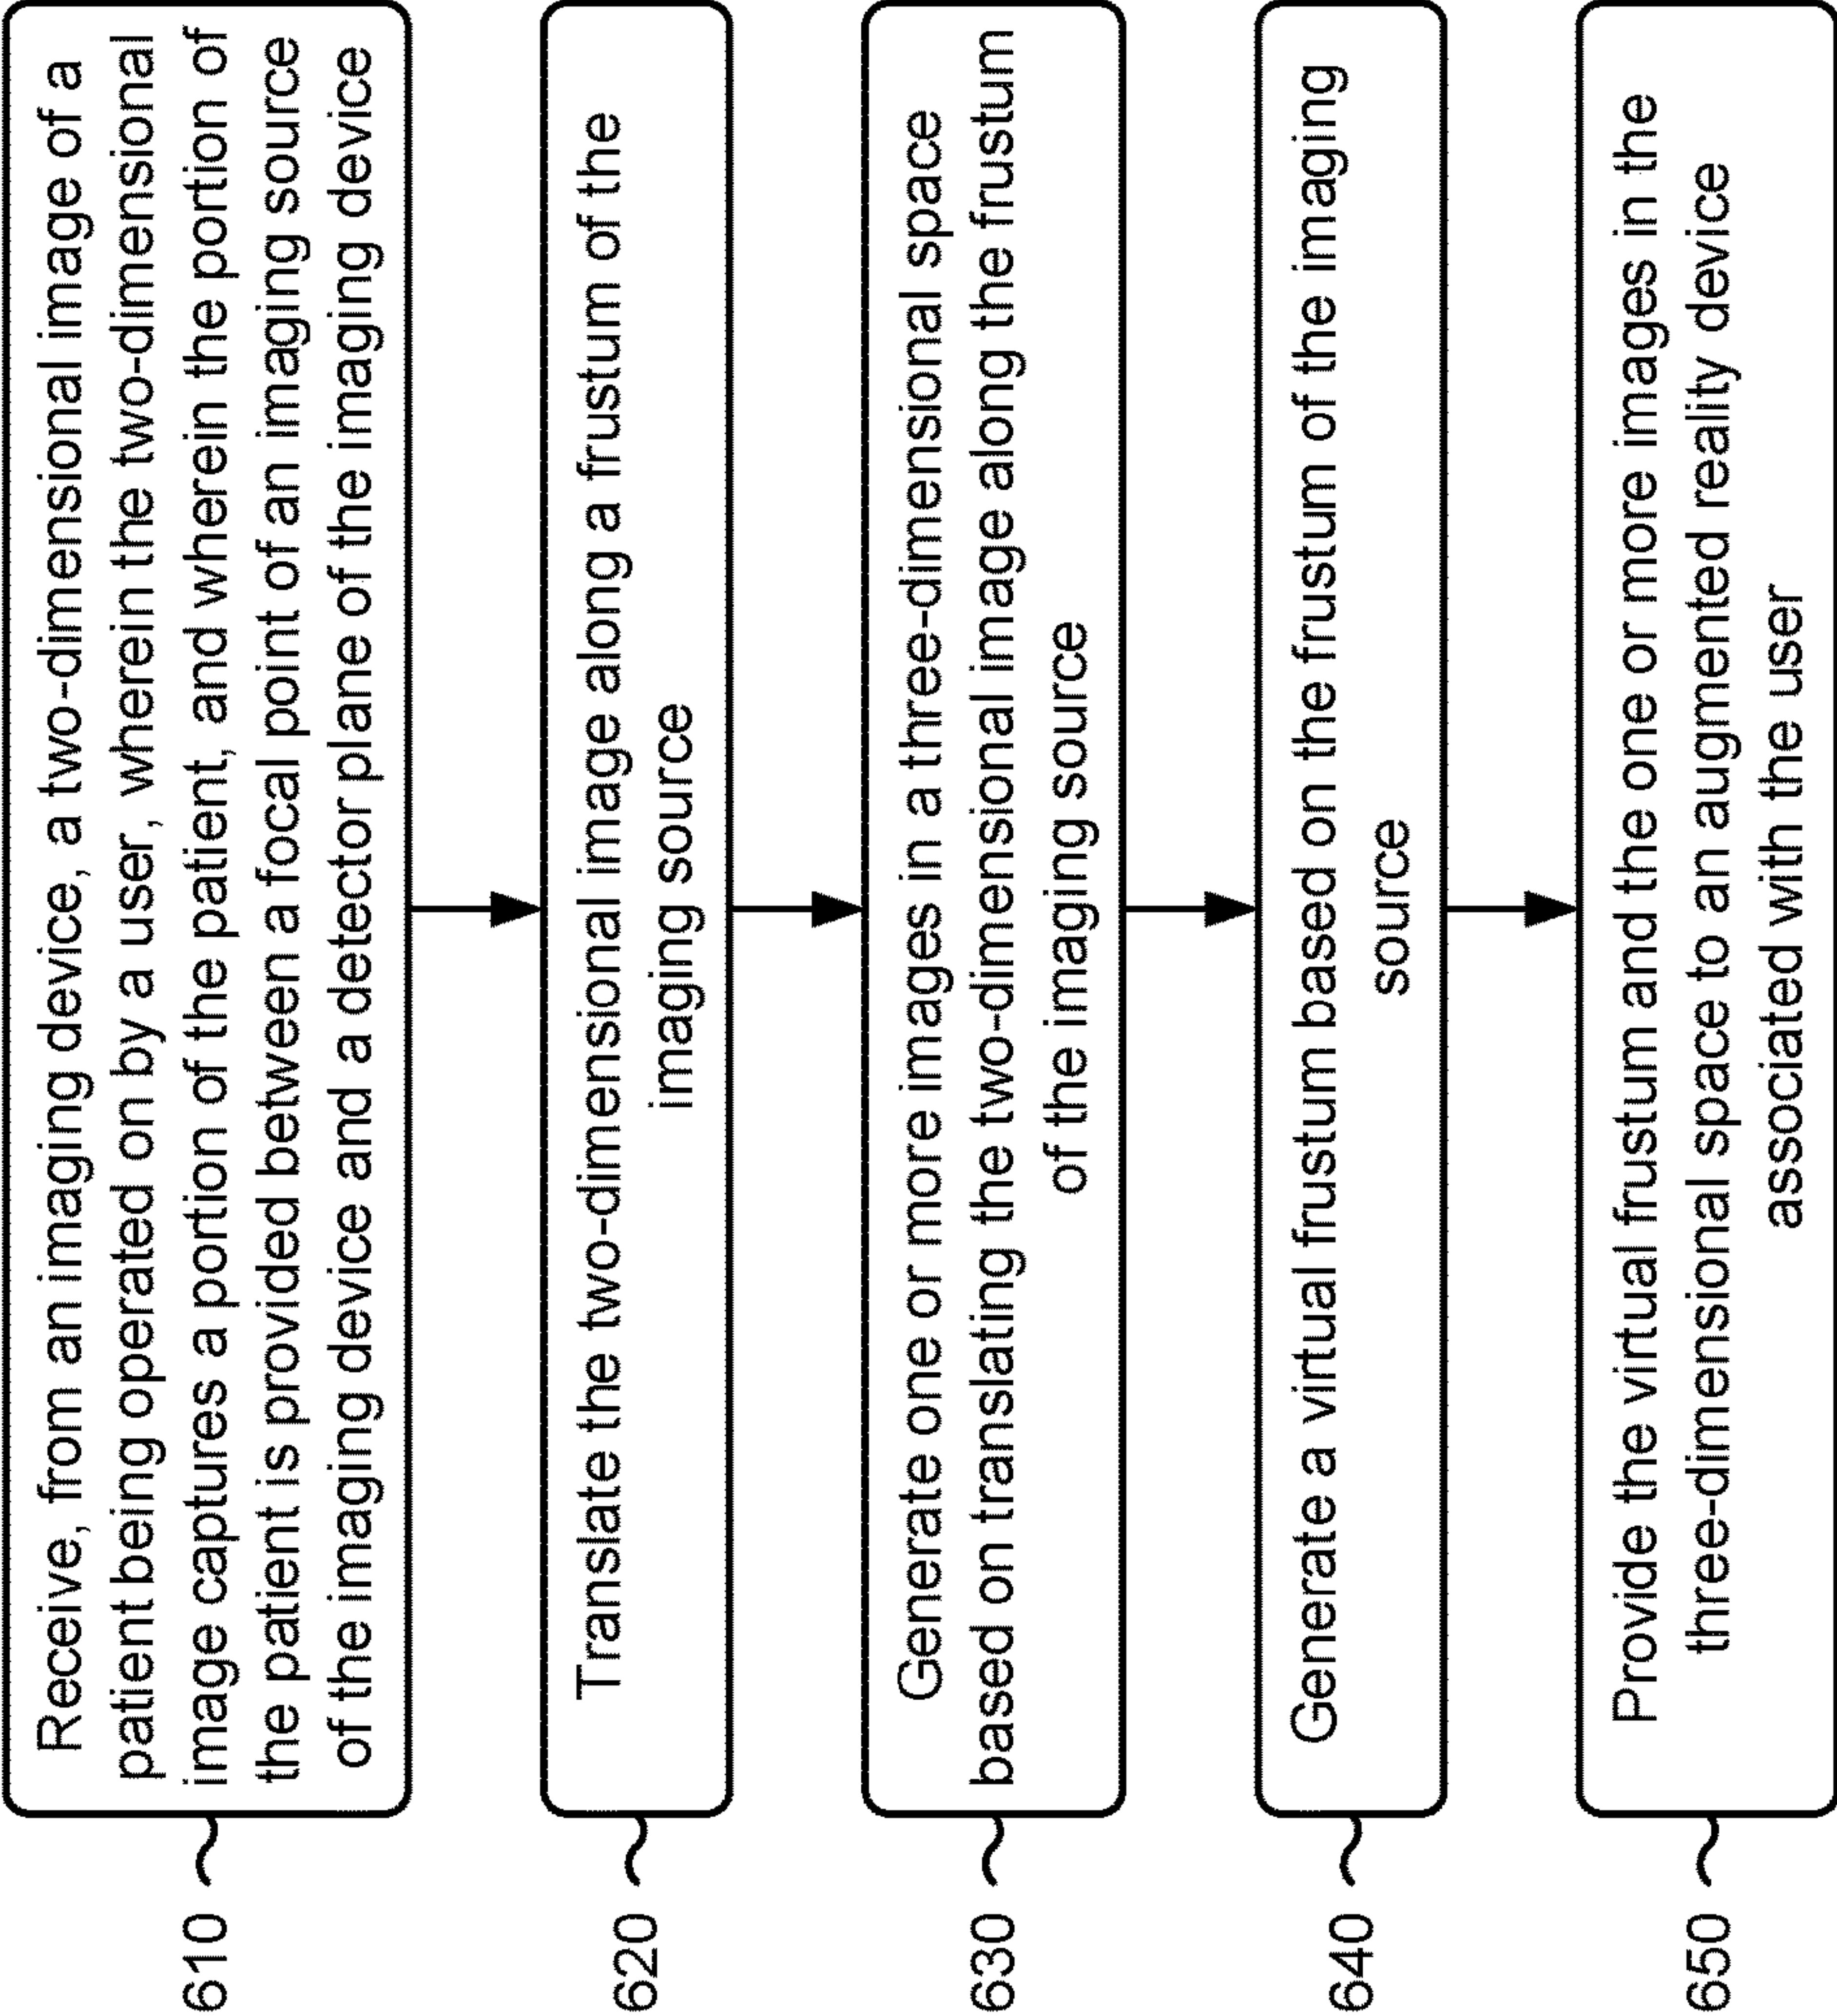 610
Receive, from an imaging device, a two-dimensional image of a
patient being operated on by a user, wherein the two-dimensional
image captures a portion of the patient, and wherein the portion of
the patient is provided between a focal point of an imaging source
of the imaging device and a detector plane of the imaging device
620
Translate the two-dimensional image along a frustum of the
imaging source
630
Generate one or more images in a three-dimensional space
based on translating the two-dimensional image along the frustum
of the imaging source
640
Generate a virtual frustum based on the frustum of the imaging
source
650
Provide the virtual frustum and the one or more images in the
three-dimensional space to an augmented reality device
associated with the user